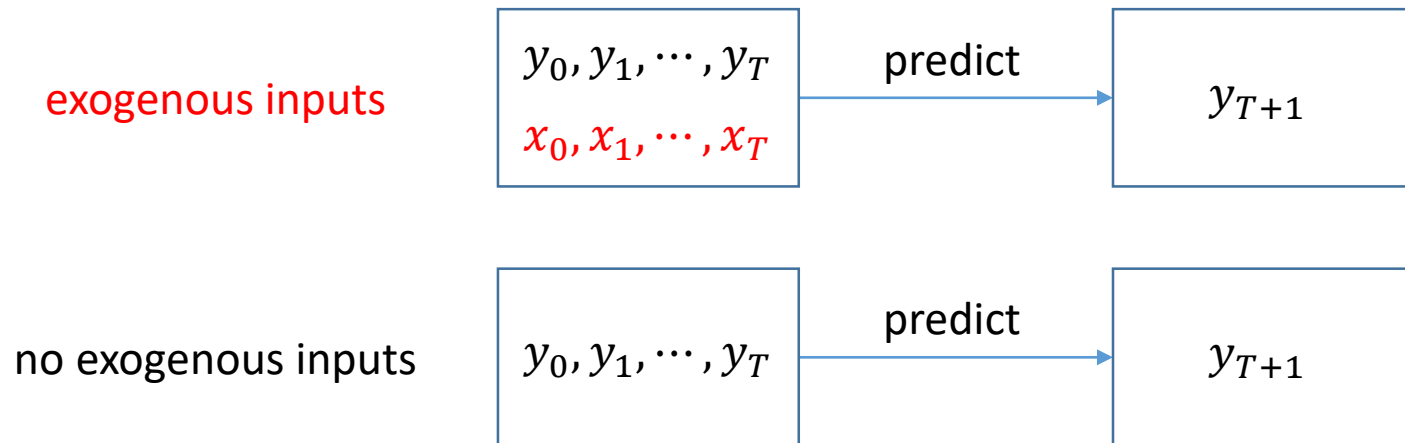 exogenous inputs
y₀, y₁, ⋯, y_T
x₀, x₁, ⋯, x_T
predict
y_{T+1}
no exogenous inputs
y₀, y₁, ⋯, y_T
predict
y_{T+1}